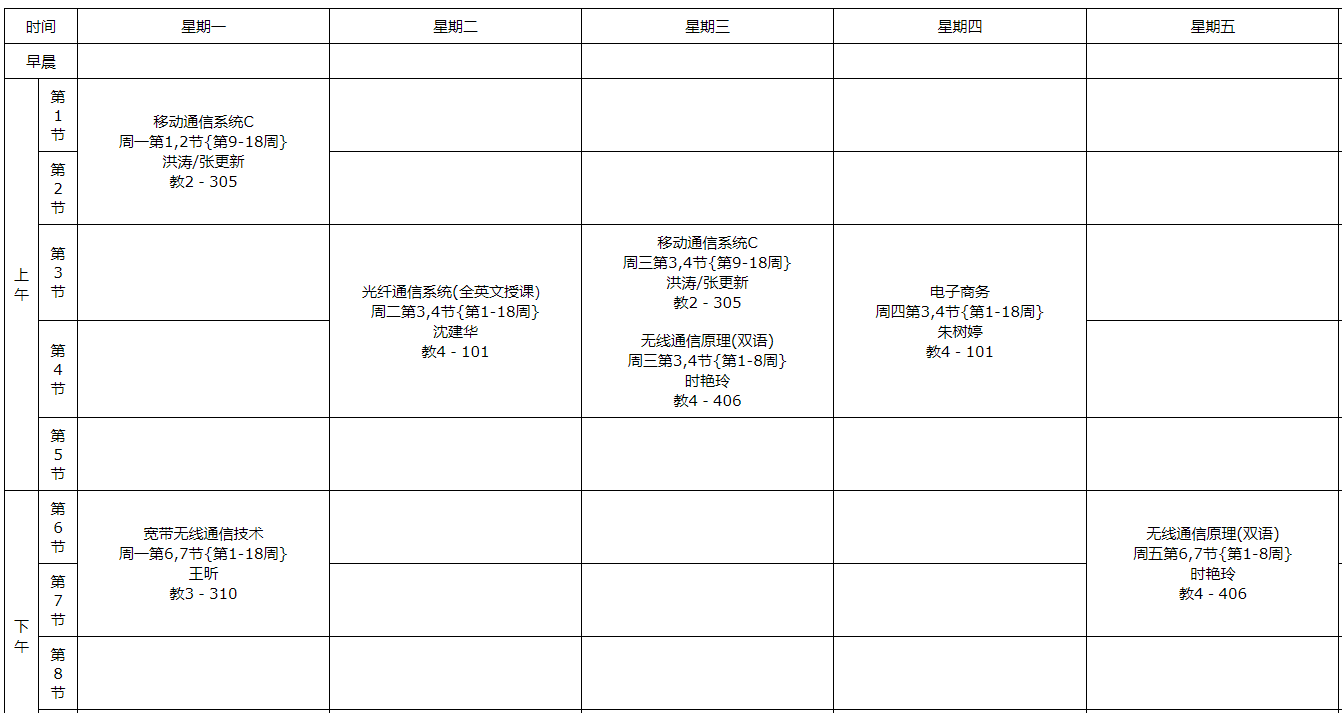 时间
星期一
星期二
星期三
星期四
星期五
早晨
上
午
第
1
节
移动通信系统C
周一第1,2节{第9-18周}
洪涛/张更新
教2 - 305
第
2
节
第
3
节
光纤通信系统(全英文授课)
周二第3,4节{第1-18周}
沈建华
教4 - 101
移动通信系统C
周三第3,4节{第9-18周}
洪涛/张更新
教2 - 305
无线通信原理(双语)
周三第3,4节{第1-8周}
时艳玲
教4 - 406
电子商务
周四第3,4节{第1-18周}
朱树婷
教4 - 101
第
4
节
第
5
节
下
午
第
6
节
宽带无线通信技术
周一第6,7节{第1-18周}
王昕
教3 - 310
无线通信原理(双语)
周五第6,7节{第1-8周}
时艳玲
教4 - 406
第
7
节
第
8
节